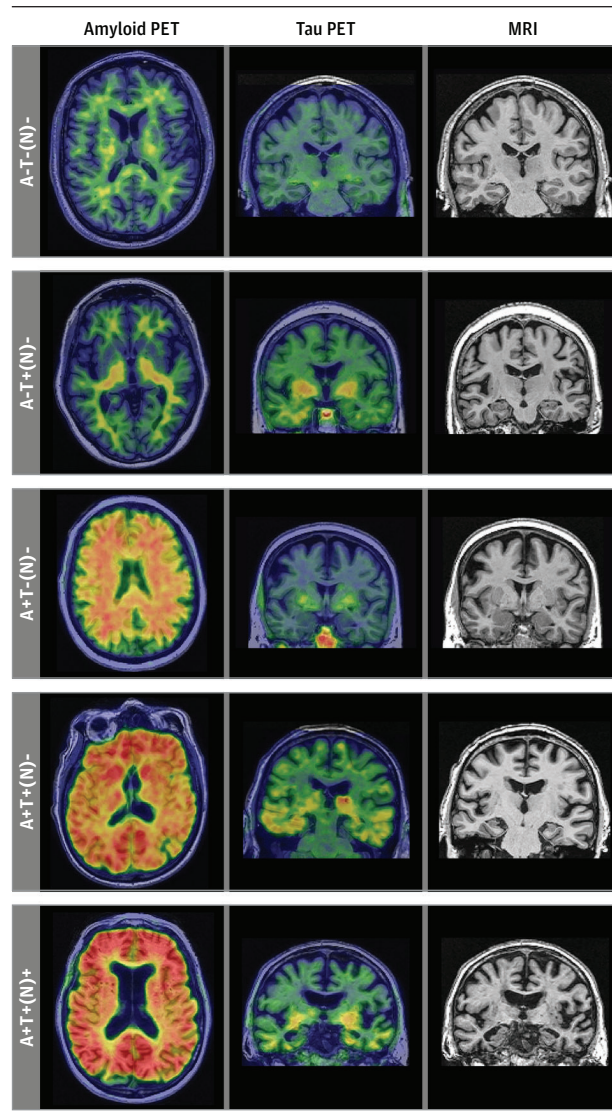 Amyloid PET Tau PET MRI
A-T-(N)-
A-T+(N)-
A+T-(N)-
A+T+(N)-
A+T+(N)+